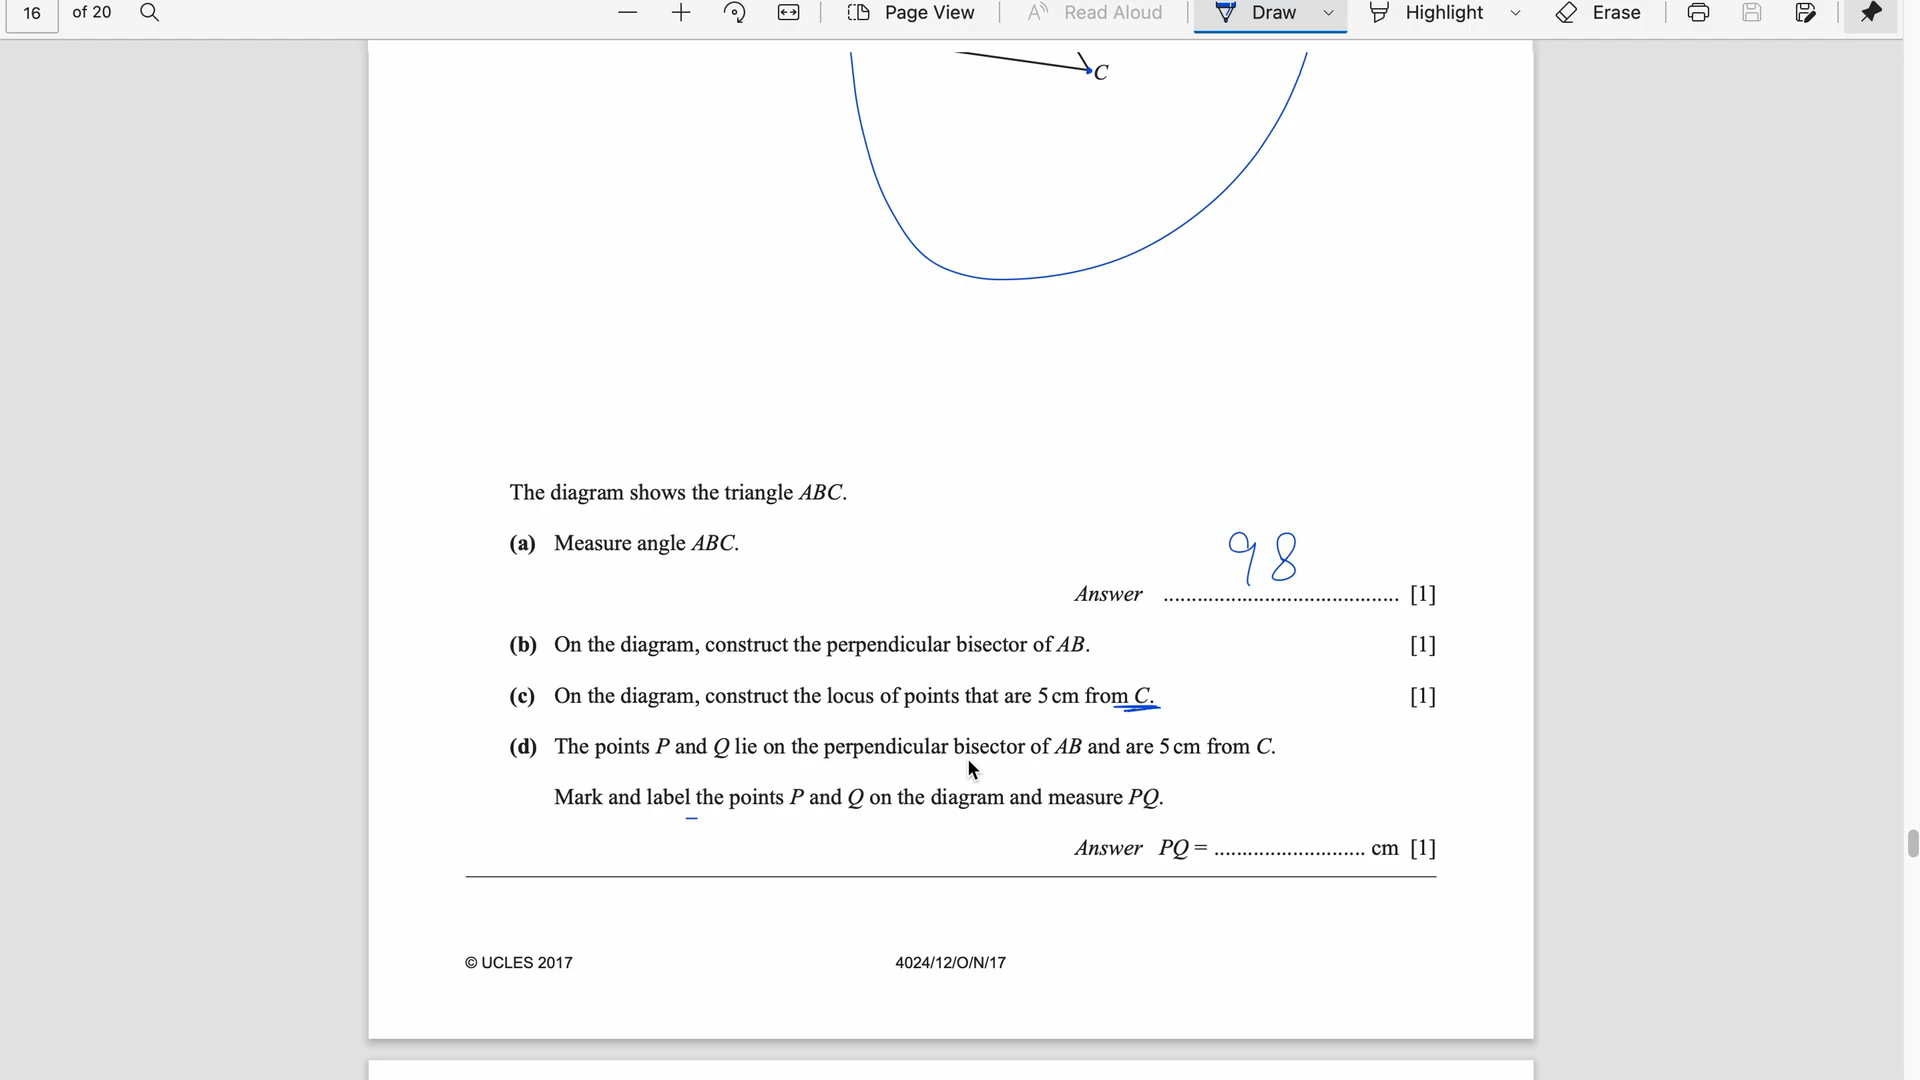 16 of 20 Page View Read Aloud Draw Highlight Erase
C
The diagram shows the triangle ABC.
(a) Measure angle ABC.
98
Answer .......................................... [1]
(b) On the diagram, construct the perpendicular bisector of AB. [1]
(c) On the diagram, construct the locus of points that are 5 cm from C. [1]
(d) The points P and Q lie on the perpendicular bisector of AB and are 5 cm from C.
Mark and label the points P and Q on the diagram and measure PQ.
Answer PQ = ........................... cm [1]
© UCLES 2017 4024/12/O/N/17